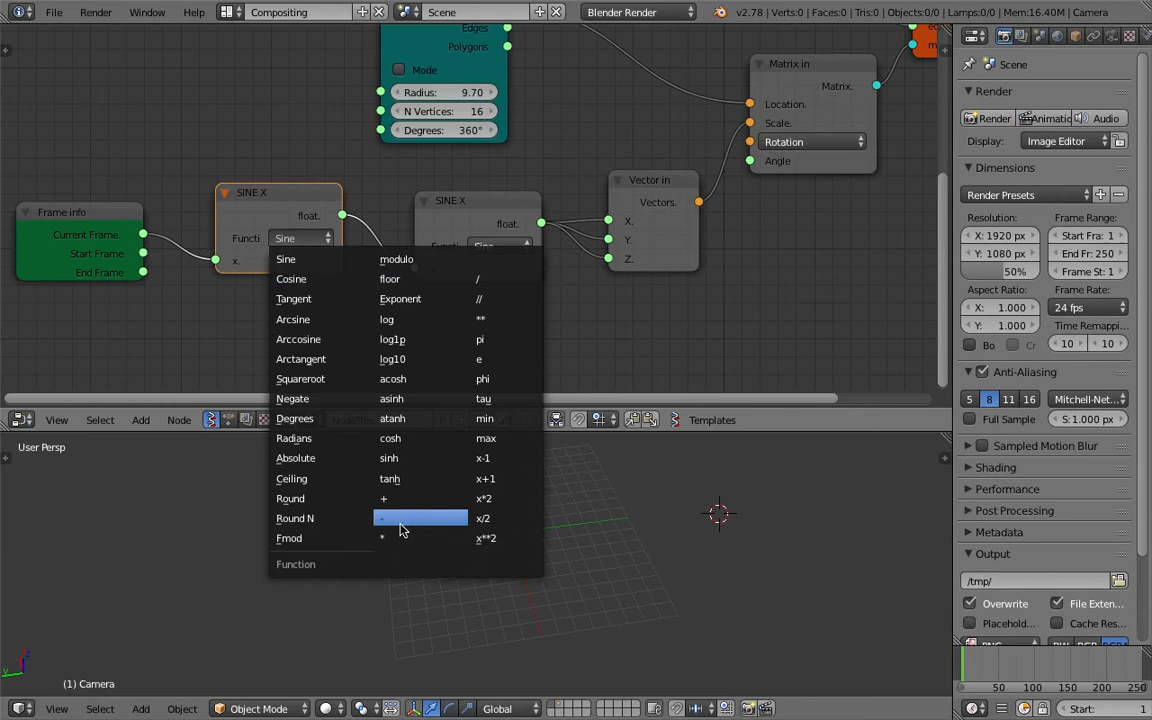 File Render Window Help Compositing Scene Blender Render v2.78 | Verts:0 | Faces:0 | Tris:0 | Objects:0/0 | Lamps:0/0 | Mem:16.40M | Camera
Edges
Polygons
Mode
Radius: 9.70
N Vertices: 16
Degrees: 360°
Matrix in
Matrix.
Location.
Scale.
Rotation
Angle
Frame info
Current Frame.
Start Frame
End Frame
SINE X
float.
Functi Sine
x.
SINE X
float.
Functi Sine
Vector in
Vectors.
X.
Y.
Z.
Sine modulo
Cosine floor /
Tangent Exponent //
Arcsine log **
Arccosine log1p pi
Arctangent log10 e
Squareroot acosh phi
Negate asinh tay
Degrees atanh min
Radians cosh max
Absolute sinh x-1
Ceiling tanh x+1
Round + x*2
Round N - x/2
Fmod * x**2
Function
View Select Add Node Templates
User Persp
(1) Camera
View Select Add Object Object Mode Global
Scene
Render
Render Animatic Audio
Display: Image Editor
Dimensions
Render Presets
Resolution: Frame Range:
X: 1920 px Start Fra: 1
Y: 1080 px End Fr: 250
50% Frame St: 1
Aspect Ratio: Frame Rate:
X: 1.000 24 fps
Y: 1.000 Time Remappi...
Bo Cr 10 10
Anti-Aliasing
5 8 11 16 Mitchell-Net...
Full Sample S: 1.000 px
Sampled Motion Blur
Shading
Performance
Post Processing
Metadata
Output
/tmp/
Overwrite File Exten...
Placehold... Cache Res...
50 100 150 200 250
Start: 1